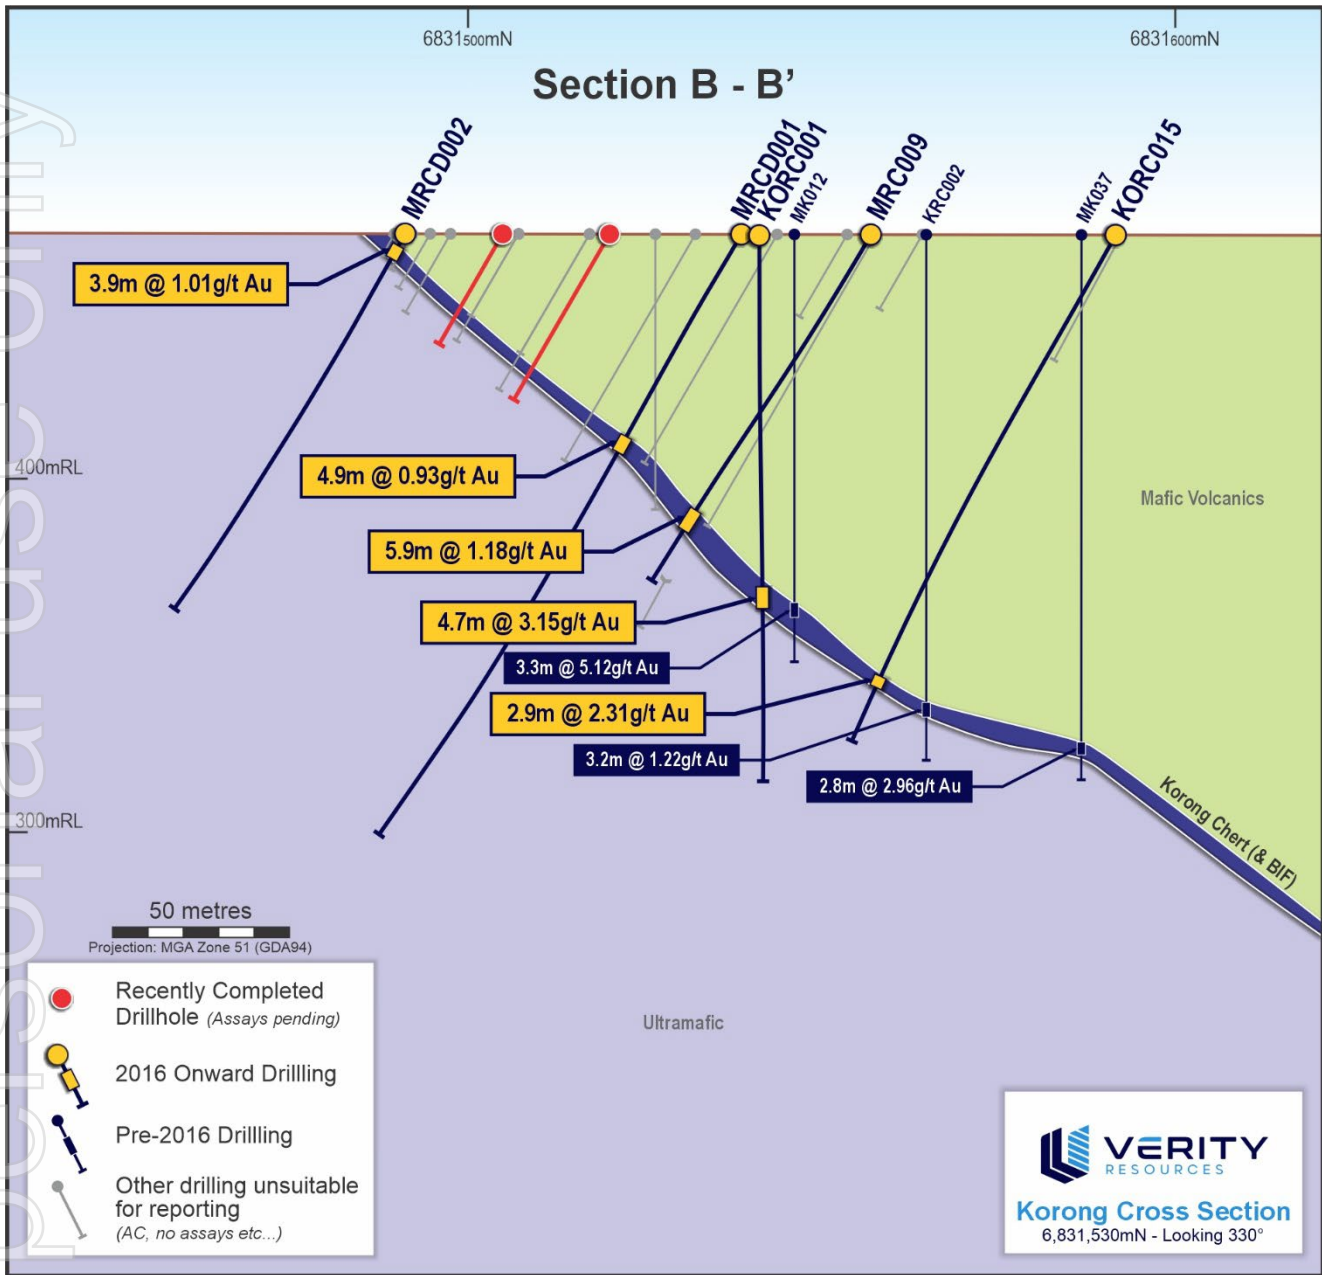 6831500mN
6831600mN
Section B - B’
MRCD002
MRCD001
KORC001
MK012
MRC009
KRC002
MK037
KORC015
3.9m @ 1.01g/t Au
400mRL
4.9m @ 0.93g/t Au
Mafic Volcanics
5.9m @ 1.18g/t Au
4.7m @ 3.15g/t Au
3.3m @ 5.12g/t Au
2.9m @ 2.31g/t Au
3.2m @ 1.22g/t Au
2.8m @ 2.96g/t Au
300mRL
Korong Chert (& BIF)
50 metres
Projection: MGA Zone 51 (GDA94)
Ultramafic
Recently Completed
Drillhole (Assays pending)
2016 Onward Drillling
Pre-2016 Drillling
Other drilling unsuitable
for reporting
(AC, no assays etc...)
VERITY
RESOURCES
Korong Cross Section
6,831,530mN - Looking 330°
personal use only